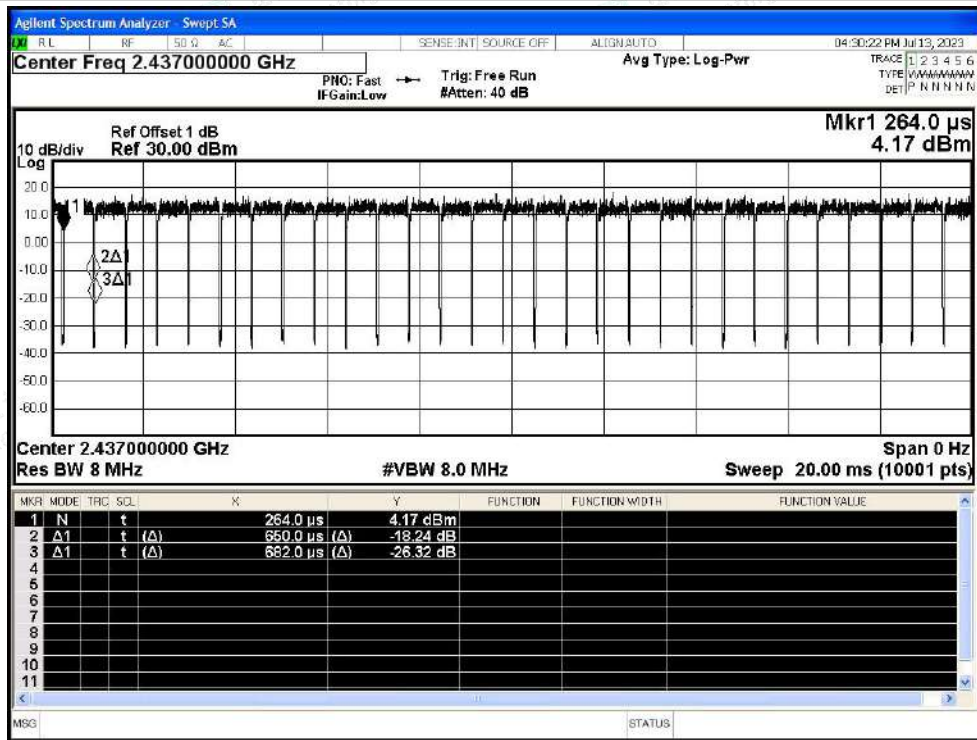 Agilent Spectrum Analyzer - Swept SA
LXI RL RF 50 Ω AC SENSE:INT SOURCE OFF ALIGN AUTO 04:30:22 PM Jul 13, 2023
Center Freq 2.437000000 GHz Avg Type: Log-Pwr TRACE 1 2 3 4 5 6
PNO: Fast Trig: Free Run TYPE
IFGain:Low #Atten: 40 dB DET P N N N N N
Mkr1 264.0 µs
Ref Offset 1 dB 4.17 dBm
10 dB/div Ref 30.00 dBm
Log
20.0
10.0 1
0.00
2Δ1
-10.0
3Δ1
-20.0
-30.0
-40.0
-50.0
-60.0
Center 2.437000000 GHz Span 0 Hz
Res BW 8 MHz #VBW 8.0 MHz Sweep 20.00 ms (10001 pts)
MKR MODE TRC SCL X Y FUNCTION FUNCTION WIDTH FUNCTION VALUE
1 N t 264.0 µs 4.17 dBm
2 Δ1 t (Δ) 650.0 µs (Δ) -18.24 dB
3 Δ1 t (Δ) 682.0 µs (Δ) -26.32 dB
4
5
6
7
8
9
10
11
MSG STATUS